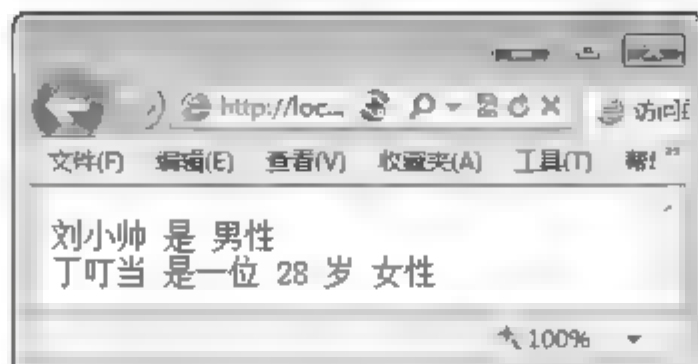 http://loc...
文件(F) 编辑(E) 查看(V) 收藏夹(A) 工具(T)
刘小帅 是 男性
丁叮当 是一位 28 岁 女性
100%